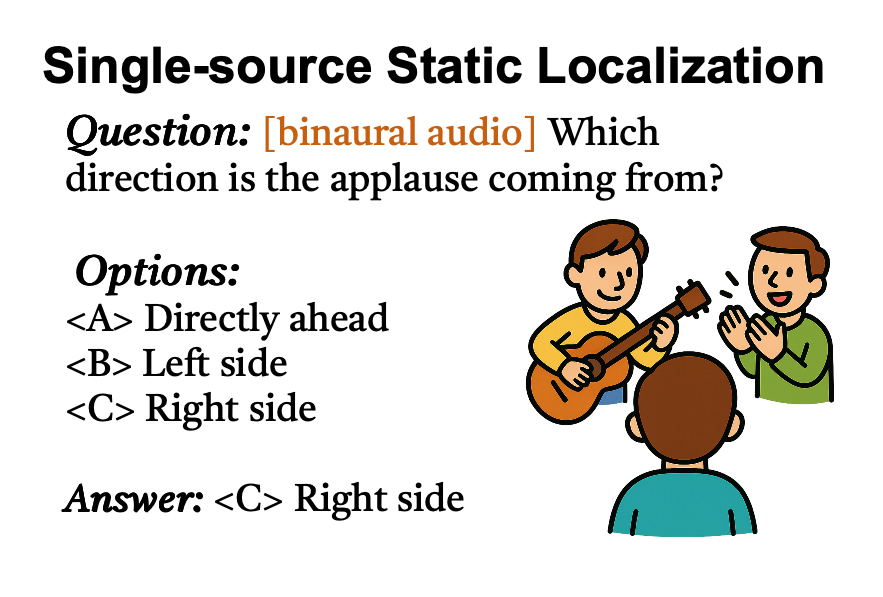 Single-source Static Localization
Question: [binaural audio] Which
direction is the applause coming from?
Options:
<A> Directly ahead
<B> Left side
<C> Right side
Answer: <C> Right side